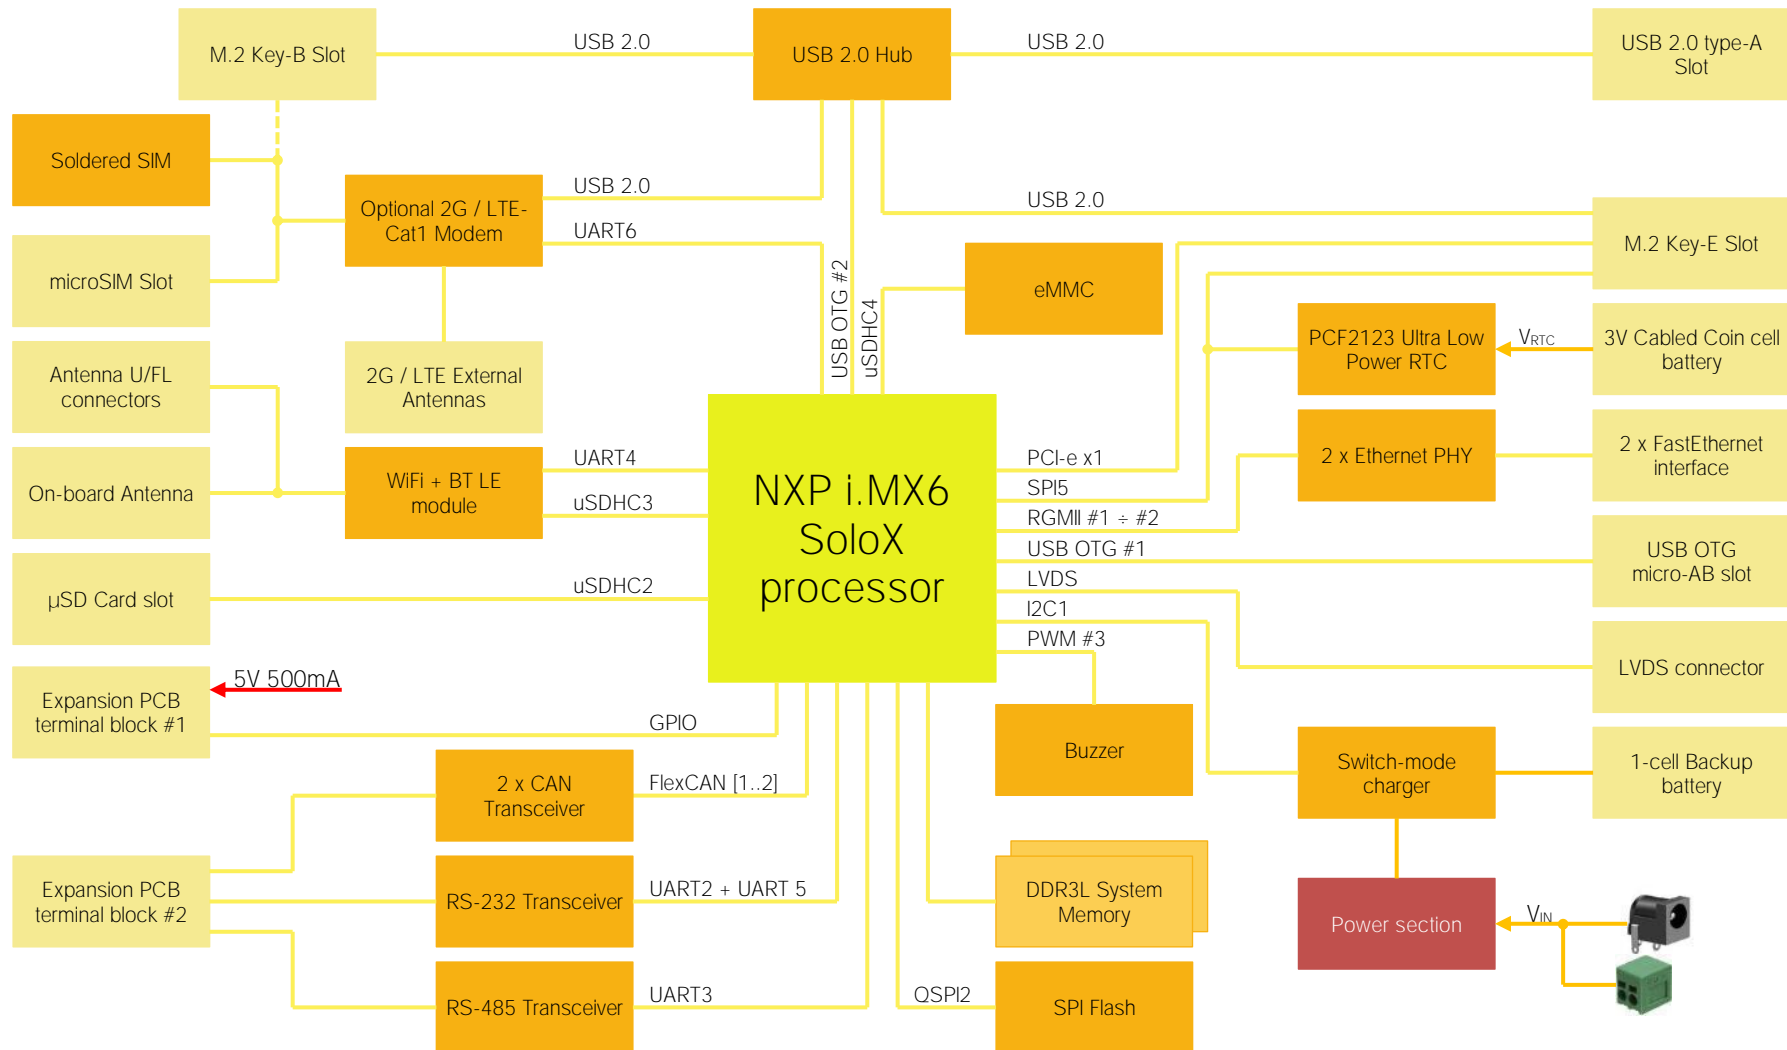 M.2 Key-B Slot
USB 2.0
USB 2.0 Hub
USB 2.0
USB 2.0 type-A
Slot
Soldered SIM
Optional 2G / LTE-
Cat1 Modem
USB 2.0
UART6
USB 2.0
M.2 Key-E Slot
microSIM Slot
USB OTG #2
uSDHC4
eMMC
Antenna U/FL
connectors
2G / LTE External
Antennas
PCF2123 Ultra Low
Power RTC
VRTC
3V Cabled Coin cell
battery
On-board Antenna
WiFi + BT LE
module
UART4
uSDHC3
NXP i.MX6
SoloX
processor
PCI-e x1
SPI5
RGMII #1 ÷ #2
USB OTG #1
LVDS
I2C1
PWM #3
2 x Ethernet PHY
2 x FastEthernet
interface
USB OTG
micro-AB slot
µSD Card slot
uSDHC2
LVDS connector
Expansion PCB
terminal block #1
5V 500mA
GPIO
Buzzer
Switch-mode
charger
1-cell Backup
battery
2 x CAN
Transceiver
FlexCAN [1..2]
Expansion PCB
terminal block #2
RS-232 Transceiver
UART2 + UART 5
DDR3L System
Memory
Power section
VIN
RS-485 Transceiver
UART3
QSPI2
SPI Flash